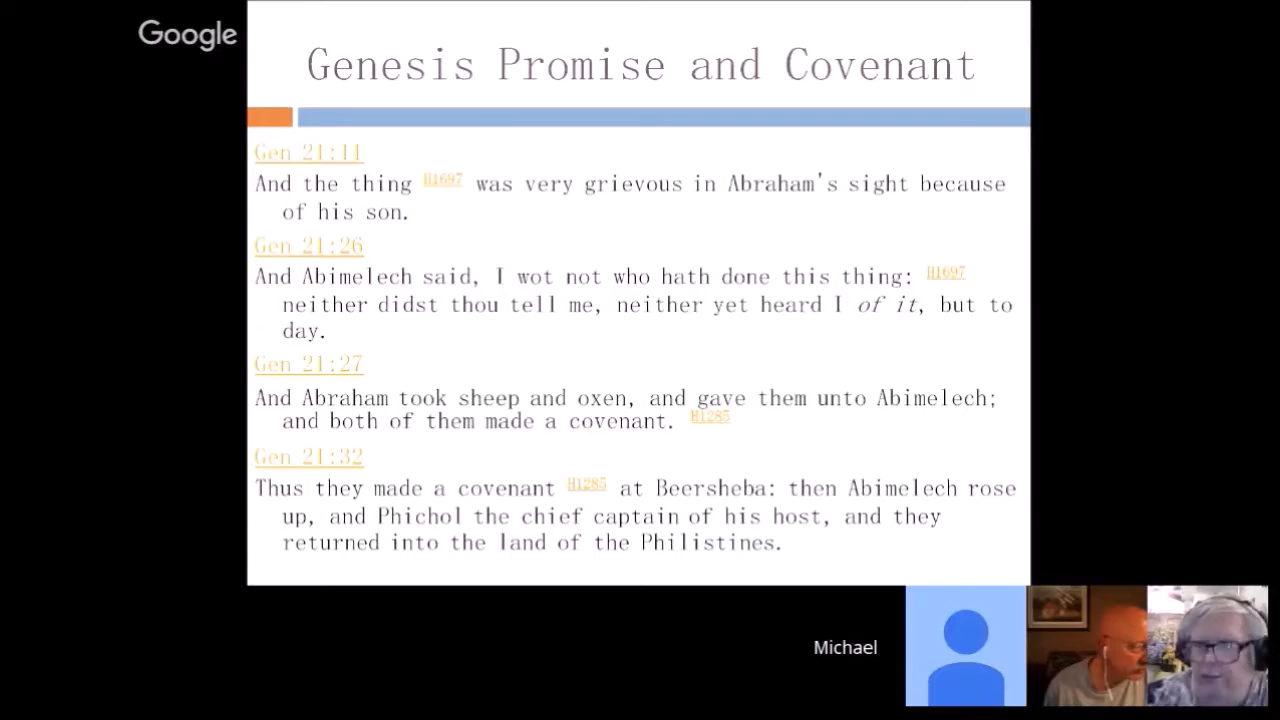 Google
Genesis Promise and Covenant
Gen 21:11
And the thing H1697 was very grievous in Abraham's sight because
of his son.
Gen 21:26
And Abimelech said, I wot not who hath done this thing: H1697
neither didst thou tell me, neither yet heard I of it, but to
day.
Gen 21:27
And Abraham took sheep and oxen, and gave them unto Abimelech;
and both of them made a covenant. H1285
Gen 21:32
Thus they made a covenant H1285 at Beersheba: then Abimelech rose
up, and Phichol the chief captain of his host, and they
returned into the land of the Philistines.
Michael